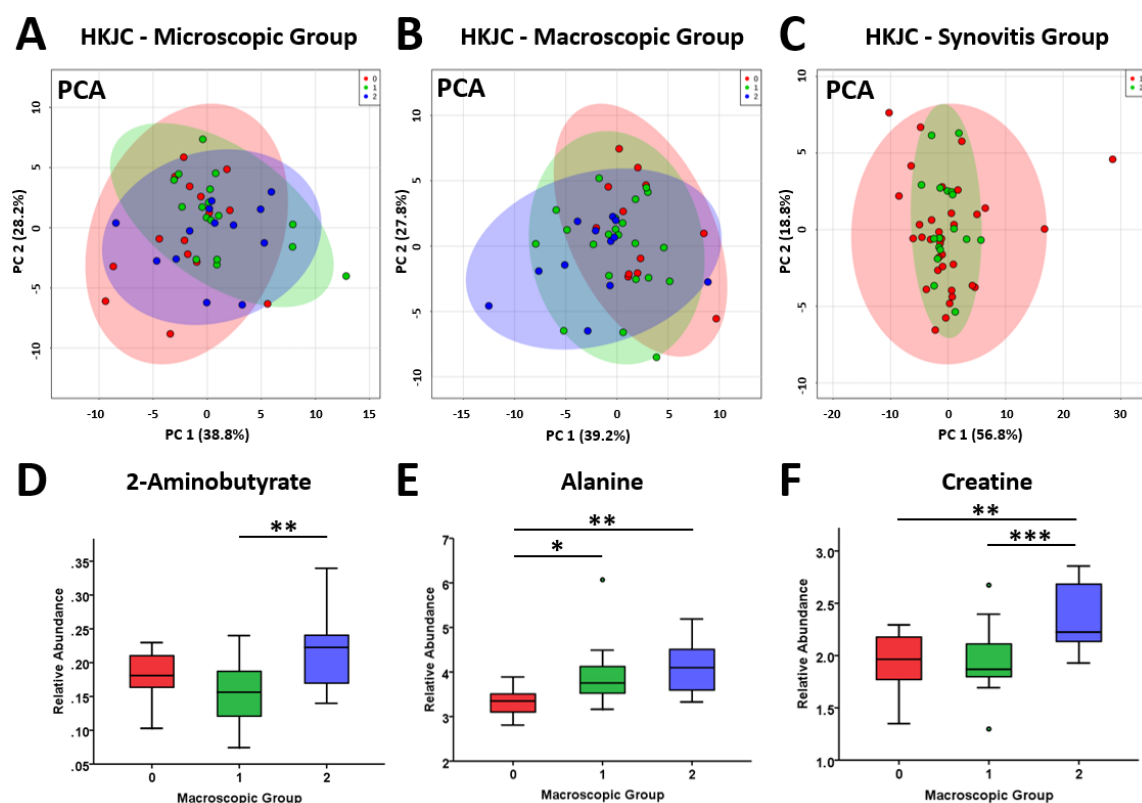 A HKJC - Microscopic Group
PCA
0
1
2
10
5
0
-5
-10
PC 2 (28.2%)
-10 -5 0 5 10 15
PC 1 (38.8%)
B HKJC - Macroscopic Group
PCA
0
1
2
10
5
0
-5
-10
PC 2 (27.8%)
-15 -10 -5 0 5 10
PC 1 (39.2%)
C HKJC - Synovitis Group
PCA
1
2
10
5
0
-5
-10
PC 2 (18.8%)
-20 -10 0 10 20 30
PC 1 (56.8%)
D 2-Aminobutyrate
**
.35
.30
.25
.20
.15
.10
.05
Relative Abundance
0 1 2
Macroscopic Group
E Alanine
**
*
7
6
5
4
3
2
Relative Abundance
0 1 2
Macroscopic Group
F Creatine
**
***
3.0
2.5
2.0
1.5
1.0
Relative Abundance
0 1 2
Macroscopic Group